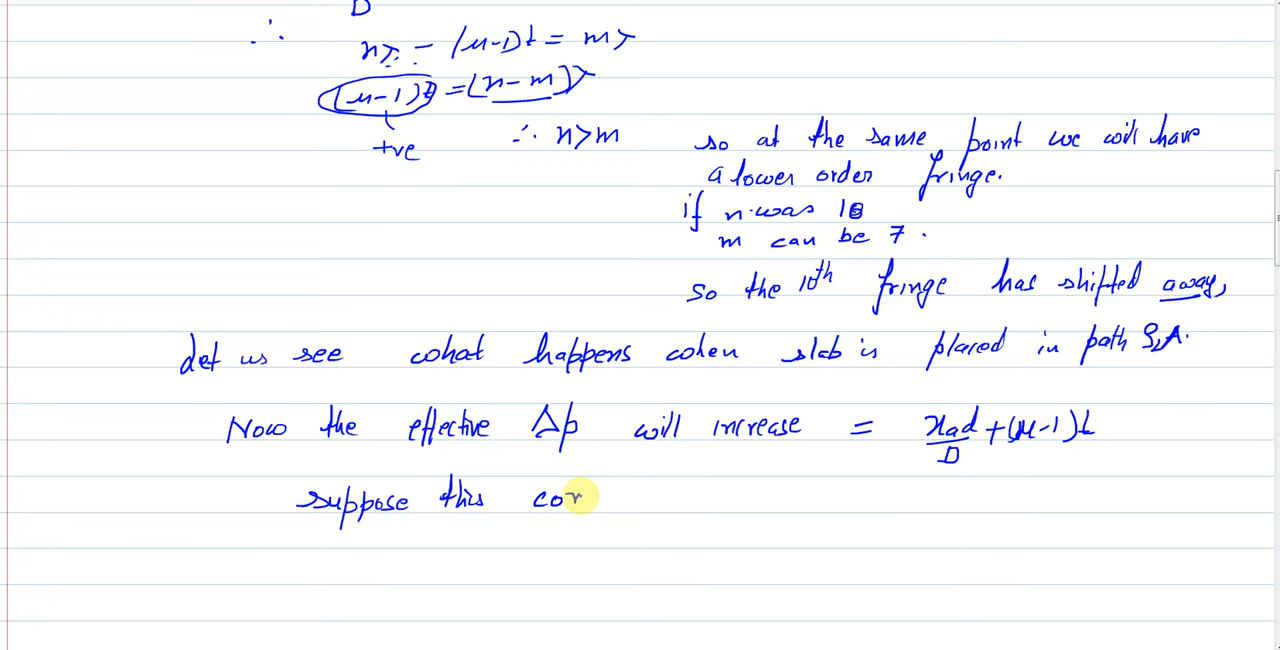 D
∴ nλ - (μ-1)t = mλ
(μ-1)t = (n-m)λ
+ve ∴ n>m
so at the same point we will have
a lower order fringe.
if n was 10
m can be 7.
so the 10th fringe has shifted away,
Let us see what happens when slab is placed in path S2A.
Now the effective Δp will increase = xad/D + (μ-1)t
suppose this cor